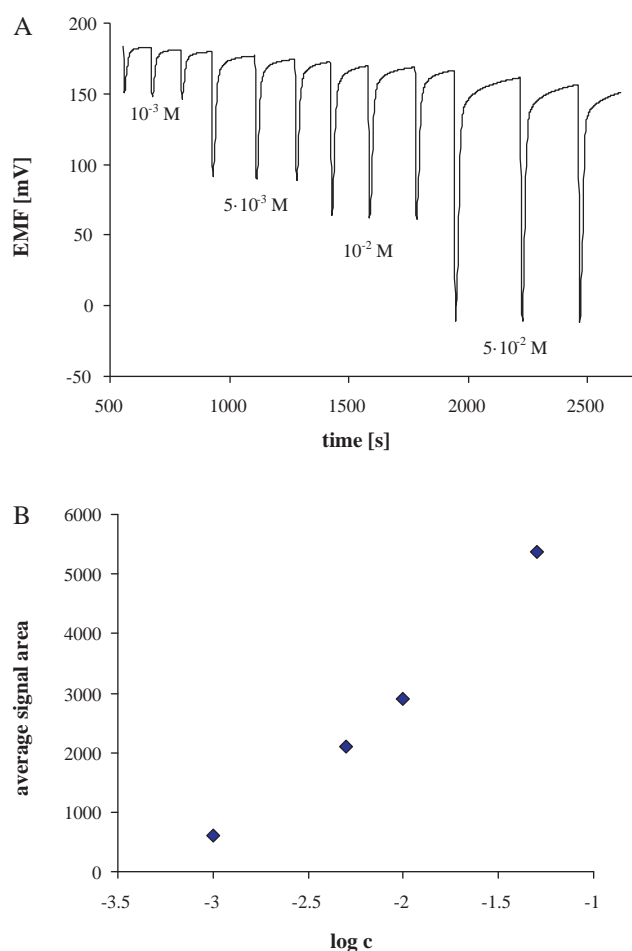 A
EMF [mV]
200
150
100
50
0
-50
10⁻³ M
5·10⁻³ M
10⁻² M
5·10⁻² M
500 1000 1500 2000 2500
time [s]
B
average signal area
6000
5000
4000
3000
2000
1000
0
-3.5 -3 -2.5 -2 -1.5 -1
log c